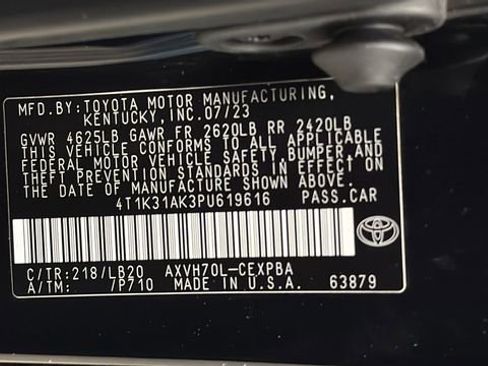 MFD.BY:TOYOTA MOTOR MANUFACTURING,
KENTUCKY, INC.07/23
GVWR 4625LB GAWR FR 2620LB RR 2420LB
THIS VEHICLE CONFORMS TO ALL APPLICABLE
FEDERAL MOTOR VEHICLE SAFETY,BUMPER,AND
THEFT PREVENTION STANDARDS IN EFFECT ON
THE DATE OF MANUFACTURE SHOWN ABOVE.
4T1K31AK3PU619616 PASS.CAR
C/TR:218/LB20 AXVH70L-CEXPBA
A/TM: /P710 MADE IN U.S.A. 63879